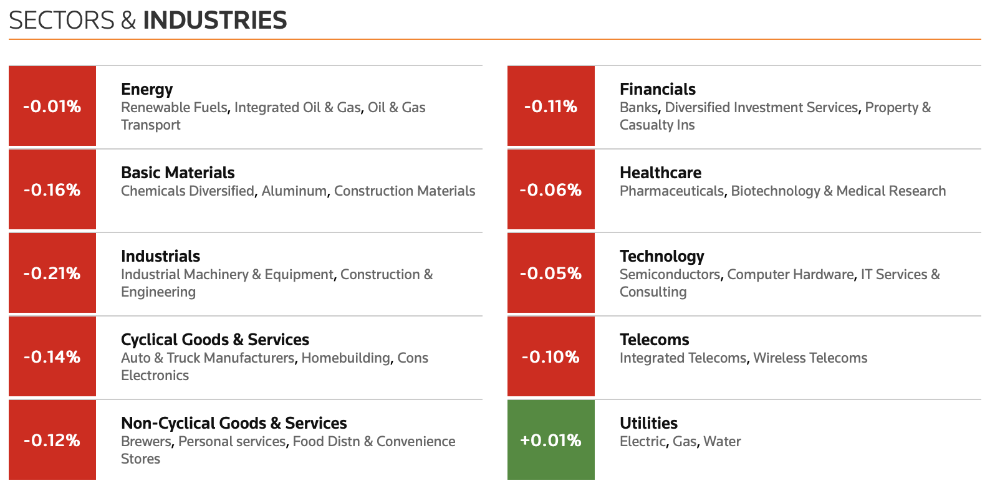 SECTORS & INDUSTRIES
-0.01%
Energy
Renewable Fuels, Integrated Oil & Gas, Oil & Gas
Transport
-0.16%
Basic Materials
Chemicals Diversified, Aluminum, Construction Materials
-0.21%
Industrials
Industrial Machinery & Equipment, Construction &
Engineering
-0.14%
Cyclical Goods & Services
Auto & Truck Manufacturers, Homebuilding, Cons
Electronics
-0.12%
Non-Cyclical Goods & Services
Brewers, Personal services, Food Distn & Convenience
Stores
-0.11%
Financials
Banks, Diversified Investment Services, Property &
Casualty Ins
-0.06%
Healthcare
Pharmaceuticals, Biotechnology & Medical Research
-0.05%
Technology
Semiconductors, Computer Hardware, IT Services &
Consulting
-0.10%
Telecoms
Integrated Telecoms, Wireless Telecoms
+0.01%
Utilities
Electric, Gas, Water